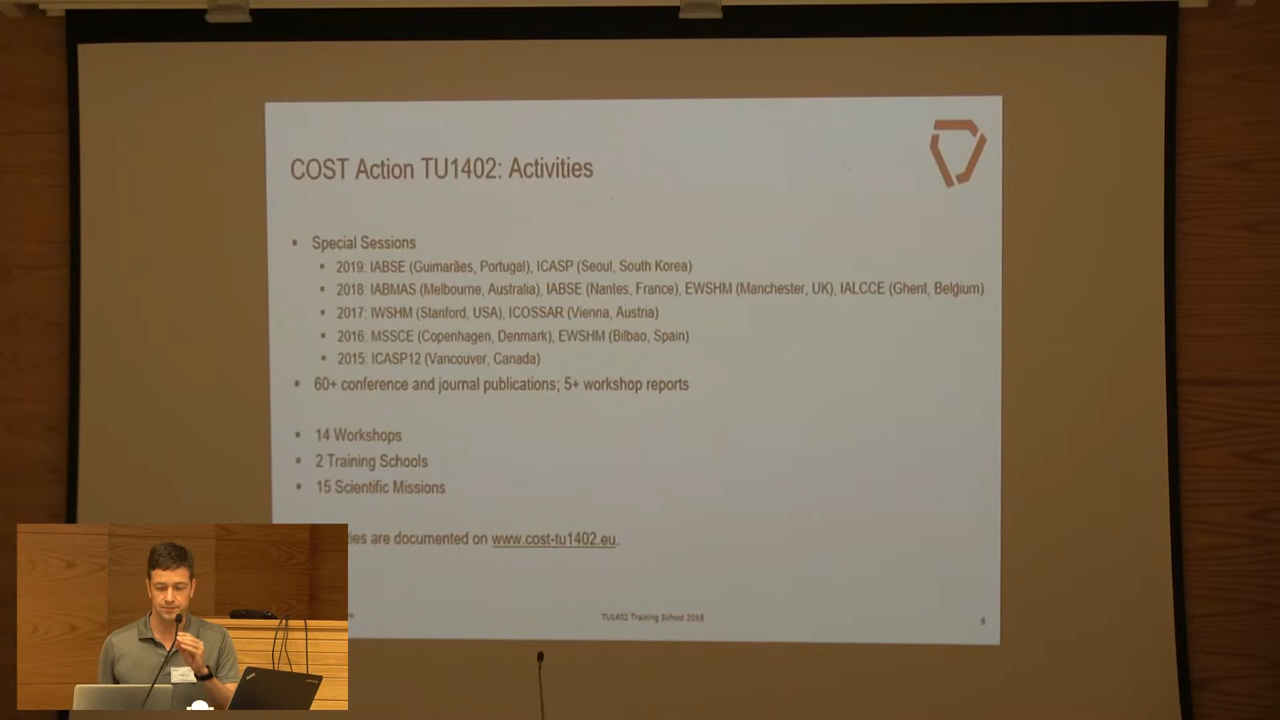 COST Action TU1402: Activities
Special Sessions
2019: IABSE (Guimarães, Portugal), ICASP (Seoul, South Korea)
2018: IABMAS (Melbourne, Australia), IABSE (Nantes, France), EWSHM (Manchester, UK), IALCCE (Ghent, Belgium)
2017: IWSHM (Stanford, USA), ICOSSAR (Vienna, Austria)
2016: MSSCE (Copenhagen, Denmark), EWSHM (Bilbao, Spain)
2015: ICASP12 (Vancouver, Canada)
60+ conference and journal publications; 5+ workshop reports
14 Workshops
2 Training Schools
15 Scientific Missions
ies are documented on www.cost-tu1402.eu.
TU1402 Training School 2018
6